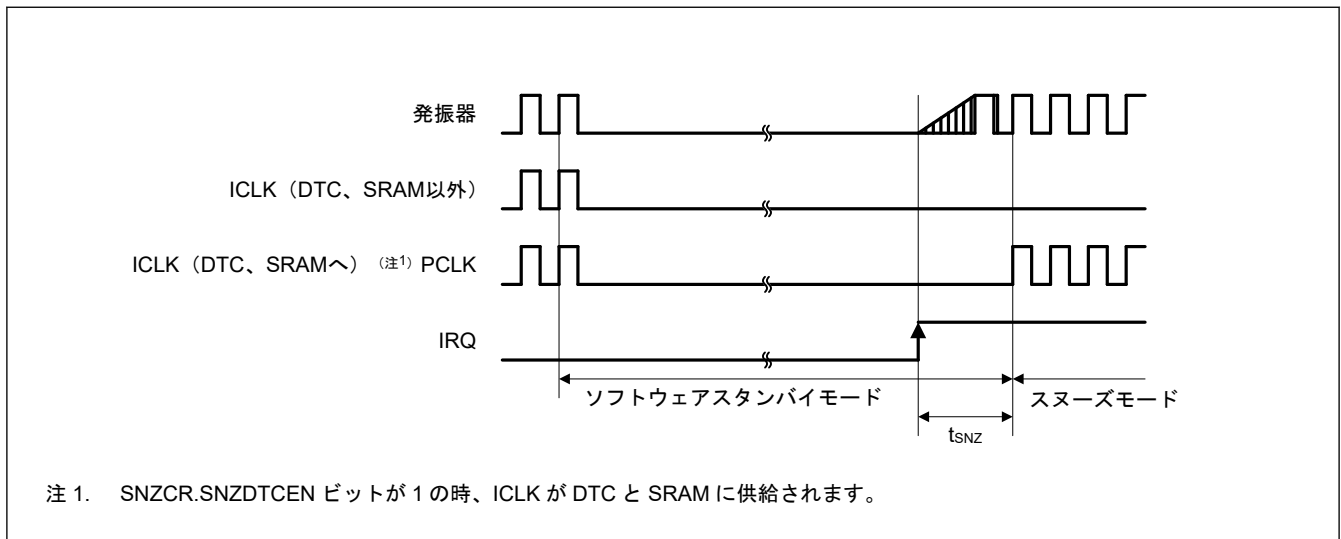 発振器
ICLK（DTC、SRAM以外）
ICLK（DTC、SRAMへ）（注1）PCLK
IRQ
ソフトウェアスタンバイモード
スヌーズモード
tSNZ
注 1. SNZCR.SNZDTCEN ビットが 1 の時、ICLK が DTC と SRAM に供給されます。